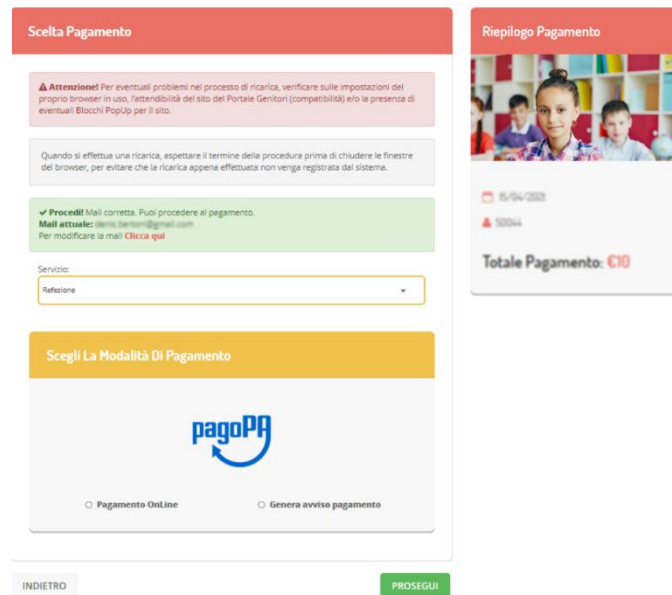 Scelta Pagamento
Attenzione! Per eventuali problemi nel processo di ricarica, verificare sulle impostazioni del
proprio browser in uso, l'attendibilità del sito del Portale Genitori (compatibilità) e/o la presenza di
eventuali Blocchi PopUp per il sito.
Quando si effettua una ricarica, aspettare il termine della procedura prima di chiudere le finestre
del browser, per evitare che la ricarica appena effettuata non venga registrata dal sistema.
Procedi! Mail corretta. Puoi procedere al pagamento.
Mail attuale:
Per modificare la mail Clicca qui
Servizio:
Refezione
Scegli La Modalità Di Pagamento
pagoPA
Pagamento OnLine
Genera avviso pagamento
INDIETRO
PROSEGUI
Riepilogo Pagamento
15/04/2021
50044
Totale Pagamento: €10